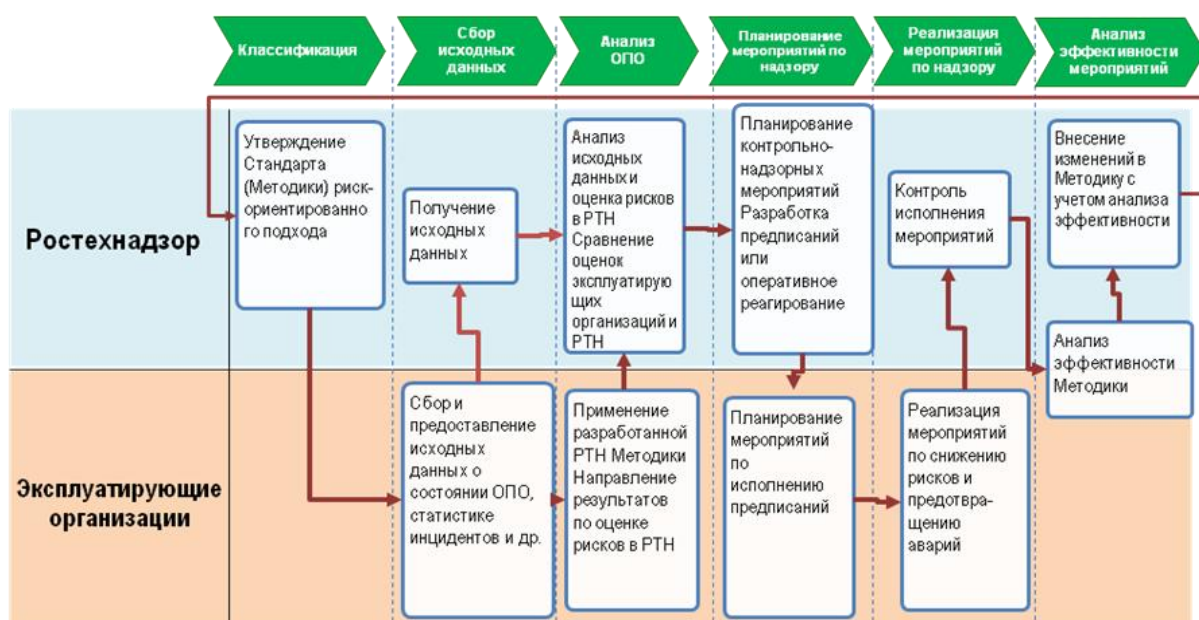 Классификация
Сбор
исходных
данных
Анализ
ОПО
Планирование
мероприятий по
надзору
Реализация
мероприятий
по надзору
Анализ
эффективности
мероприятий
Ростехнадзор
Утверждение
Стандарта
(Методики) риск-
ориентированно
го подхода
Получение
исходных
данных
Анализ
исходных
данных и
оценка рисков
в РТН
Сравнение
оценок
эксплуатирую
щих
организаций и
РТН
Планирование
контрольно-
надзорных
мероприятий
Разработка
предписаний
или
оперативное
реагирование
Контроль
исполнения
мероприятий
Внесение
изменений в
Методику с
учетом анализа
эффективности
Анализ
эффективности
Методики
Эксплуатирующие
организации
Сбор и
предоставление
исходных
данных о
состоянии ОПО,
статистике
инцидентов и др.
Применение
разработанной
РТН Методики
Направление
результатов
по оценке
рисков в РТН
Планирование
мероприятий
по
исполнению
предписаний
Реализация
мероприятий
по снижению
рисков и
предотвра-
щению
аварий